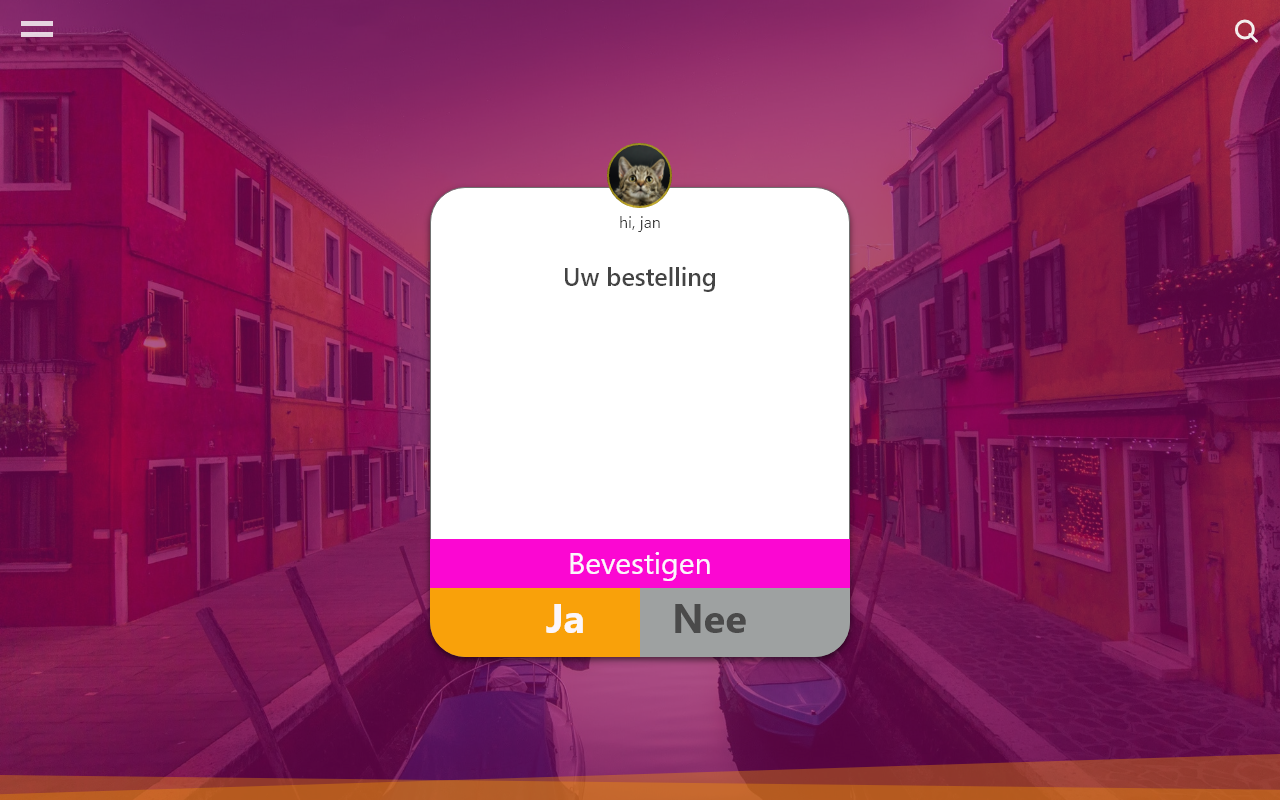 hi, jan
Uw bestelling
Bevestigen
Ja
Nee